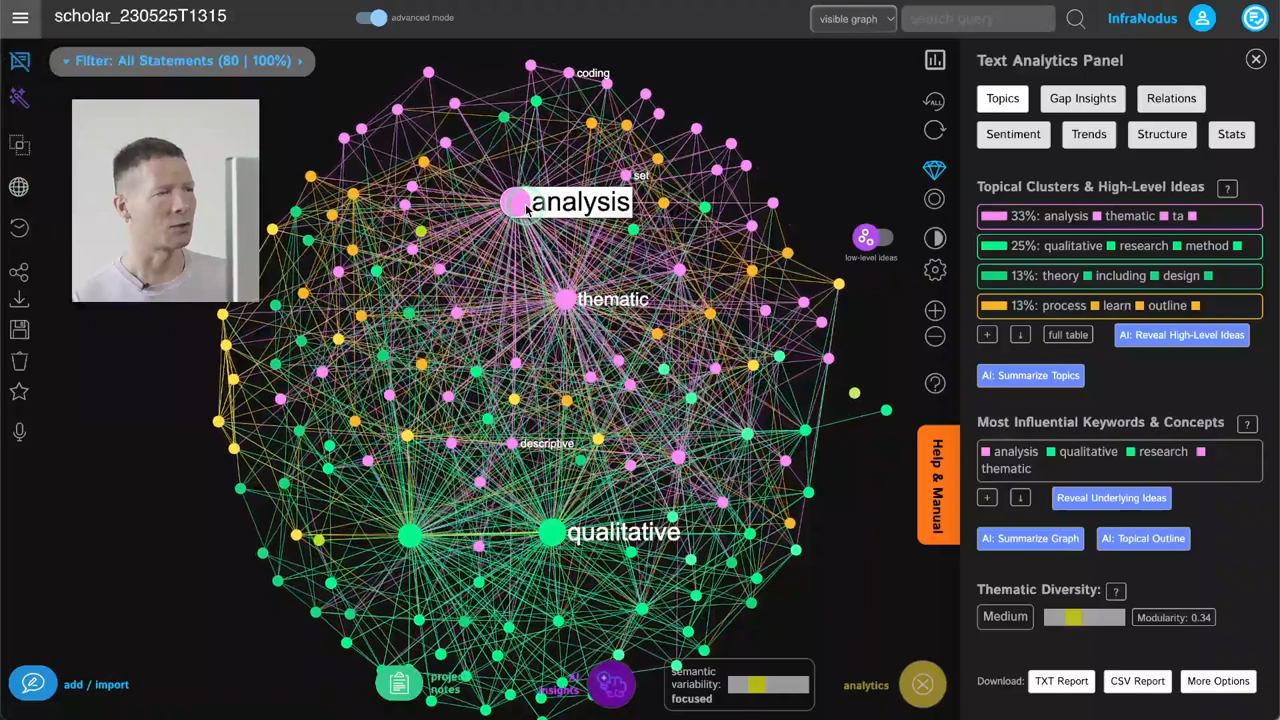 scholar_230525T1315
advanced mode
visible graph
search query
InfraNodus
Filter: All Statements (80 | 100%)
Text Analytics Panel
Topics
Gap Insights
Relations
Sentiment
Trends
Structure
Stats
coding
set
analysis
thematic
descriptive
qualitative
ALL
low-level ideas
Help & Manual
Topical Clusters & High-Level Ideas ?
33%: analysis thematic ta
25%: qualitative research method
13%: theory including design
13%: process learn outline
+ ↓ full table AI: Reveal High-Level Ideas
AI: Summarize Topics
Most Influential Keywords & Concepts ?
analysis qualitative research
thematic
+ ↓ Reveal Underlying Ideas
AI: Summarize Graph AI: Topical Outline
Thematic Diversity: ?
Medium Modularity: 0.34
add / import
project
notes
insights
semantic
variability:
focused
analytics
Download: TXT Report CSV Report More Options